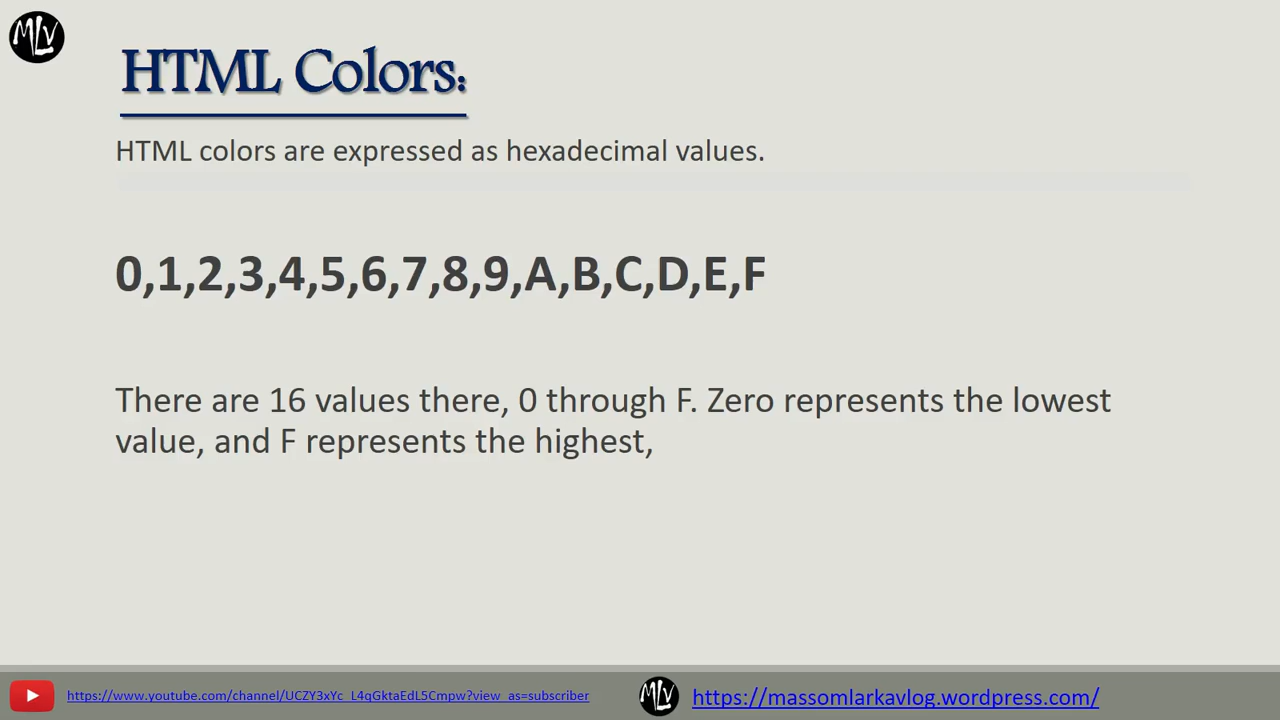 MLV
HTML Colors:
HTML colors are expressed as hexadecimal values.
0,1,2,3,4,5,6,7,8,9,A,B,C,D,E,F
There are 16 values there, 0 through F. Zero represents the lowest
value, and F represents the highest,
https://www.youtube.com/channel/UCZY3xYc_L4qGktaEdL5Cmpw?view_as=subscriber
MLV
https://massomlarkavlog.wordpress.com/